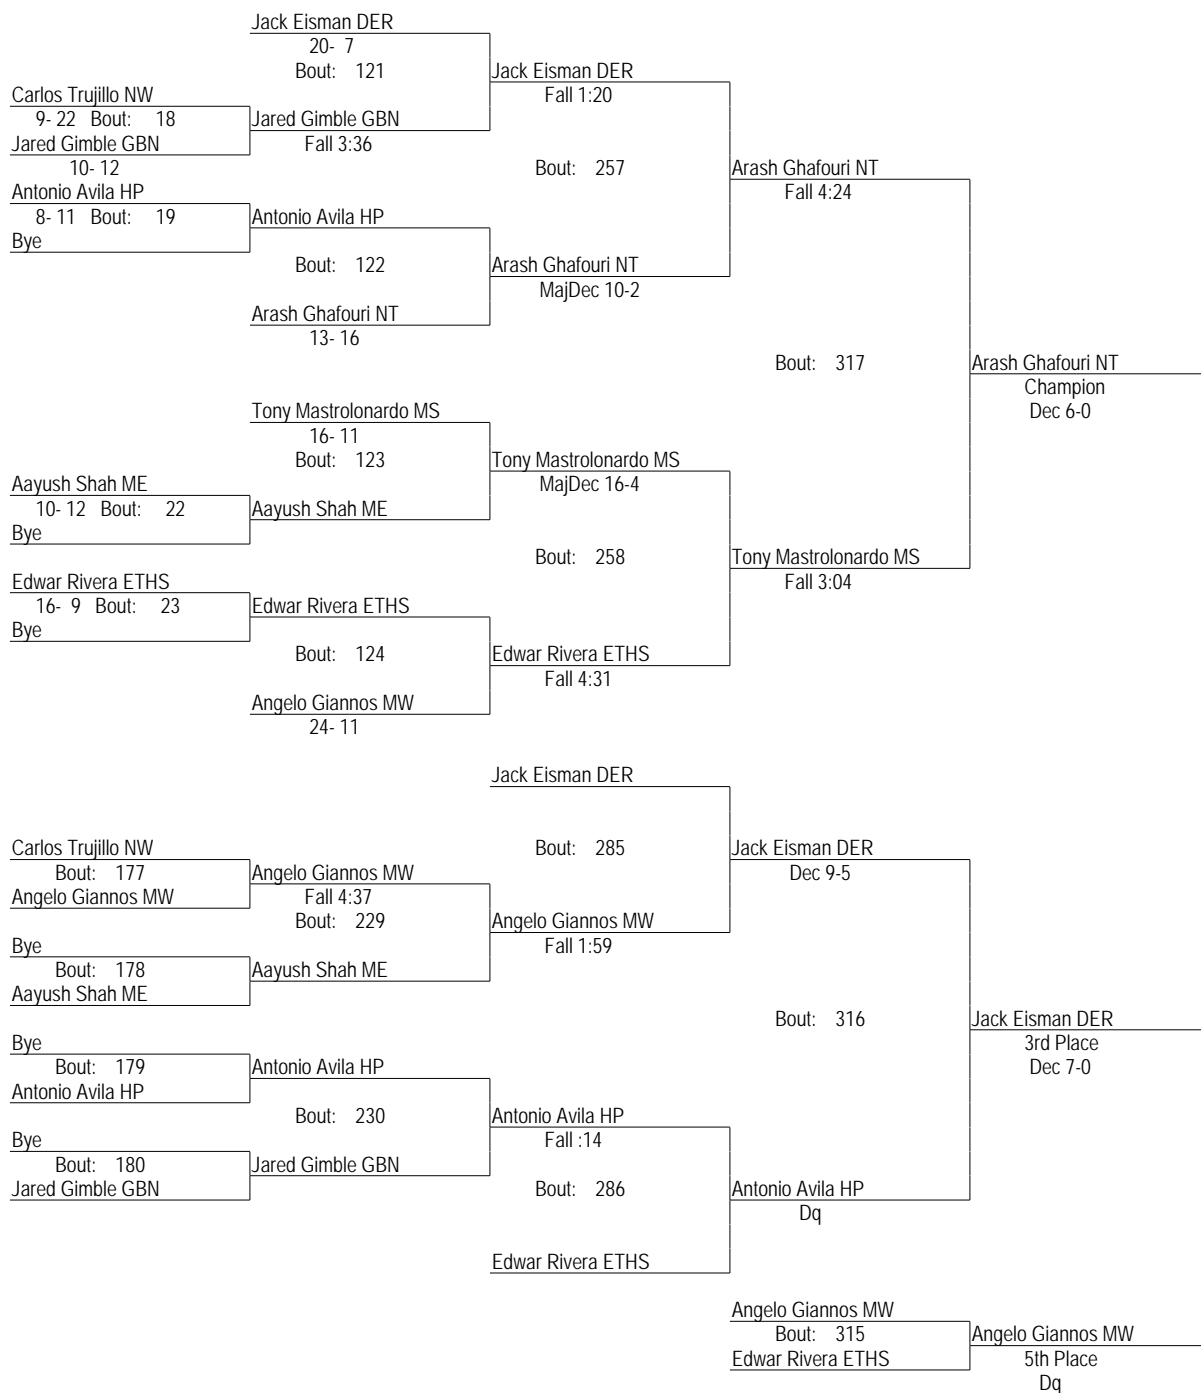 Jack Eisman DER
20- 7
Bout: 121 Jack Eisman DER
Carlos Trujillo NW Fall 1:20
9- 22 Bout: 18 Jared Gimble GBN
Jared Gimble GBN Fall 3:36
10- 12 Bout: 257 Arash Ghafouri NT
Antonio Avila HP Fall 4:24
8- 11 Bout: 19 Antonio Avila HP
Bye
Bout: 122 Arash Ghafouri NT
MajDec 10-2
Arash Ghafouri NT
13- 16
Bout: 317 Arash Ghafouri NT
Champion
Tony Mastrolonardo MS Dec 6-0
16- 11
Bout: 123 Tony Mastrolonardo MS
Aayush Shah ME MajDec 16-4
10- 12 Bout: 22 Aayush Shah ME
Bye
Bout: 258 Tony Mastrolonardo MS
Edwar Rivera ETHS Fall 3:04
16- 9 Bout: 23 Edwar Rivera ETHS
Bye
Bout: 124 Edwar Rivera ETHS
Fall 4:31
Angelo Giannos MW
24- 11
Jack Eisman DER
Carlos Trujillo NW Bout: 285 Jack Eisman DER
Bout: 177 Angelo Giannos MW Dec 9-5
Angelo Giannos MW Fall 4:37
Bout: 229 Angelo Giannos MW
Bye Fall 1:59
Bout: 178 Aayush Shah ME
Aayush Shah ME
Bout: 316 Jack Eisman DER
Bye 3rd Place
Bout: 179 Antonio Avila HP Dec 7-0
Antonio Avila HP
Bout: 230 Antonio Avila HP
Bye Fall :14
Bout: 180 Jared Gimble GBN
Jared Gimble GBN Bout: 286 Antonio Avila HP
Dq
Edwar Rivera ETHS
Angelo Giannos MW
Bout: 315 Angelo Giannos MW
Edwar Rivera ETHS 5th Place
Dq